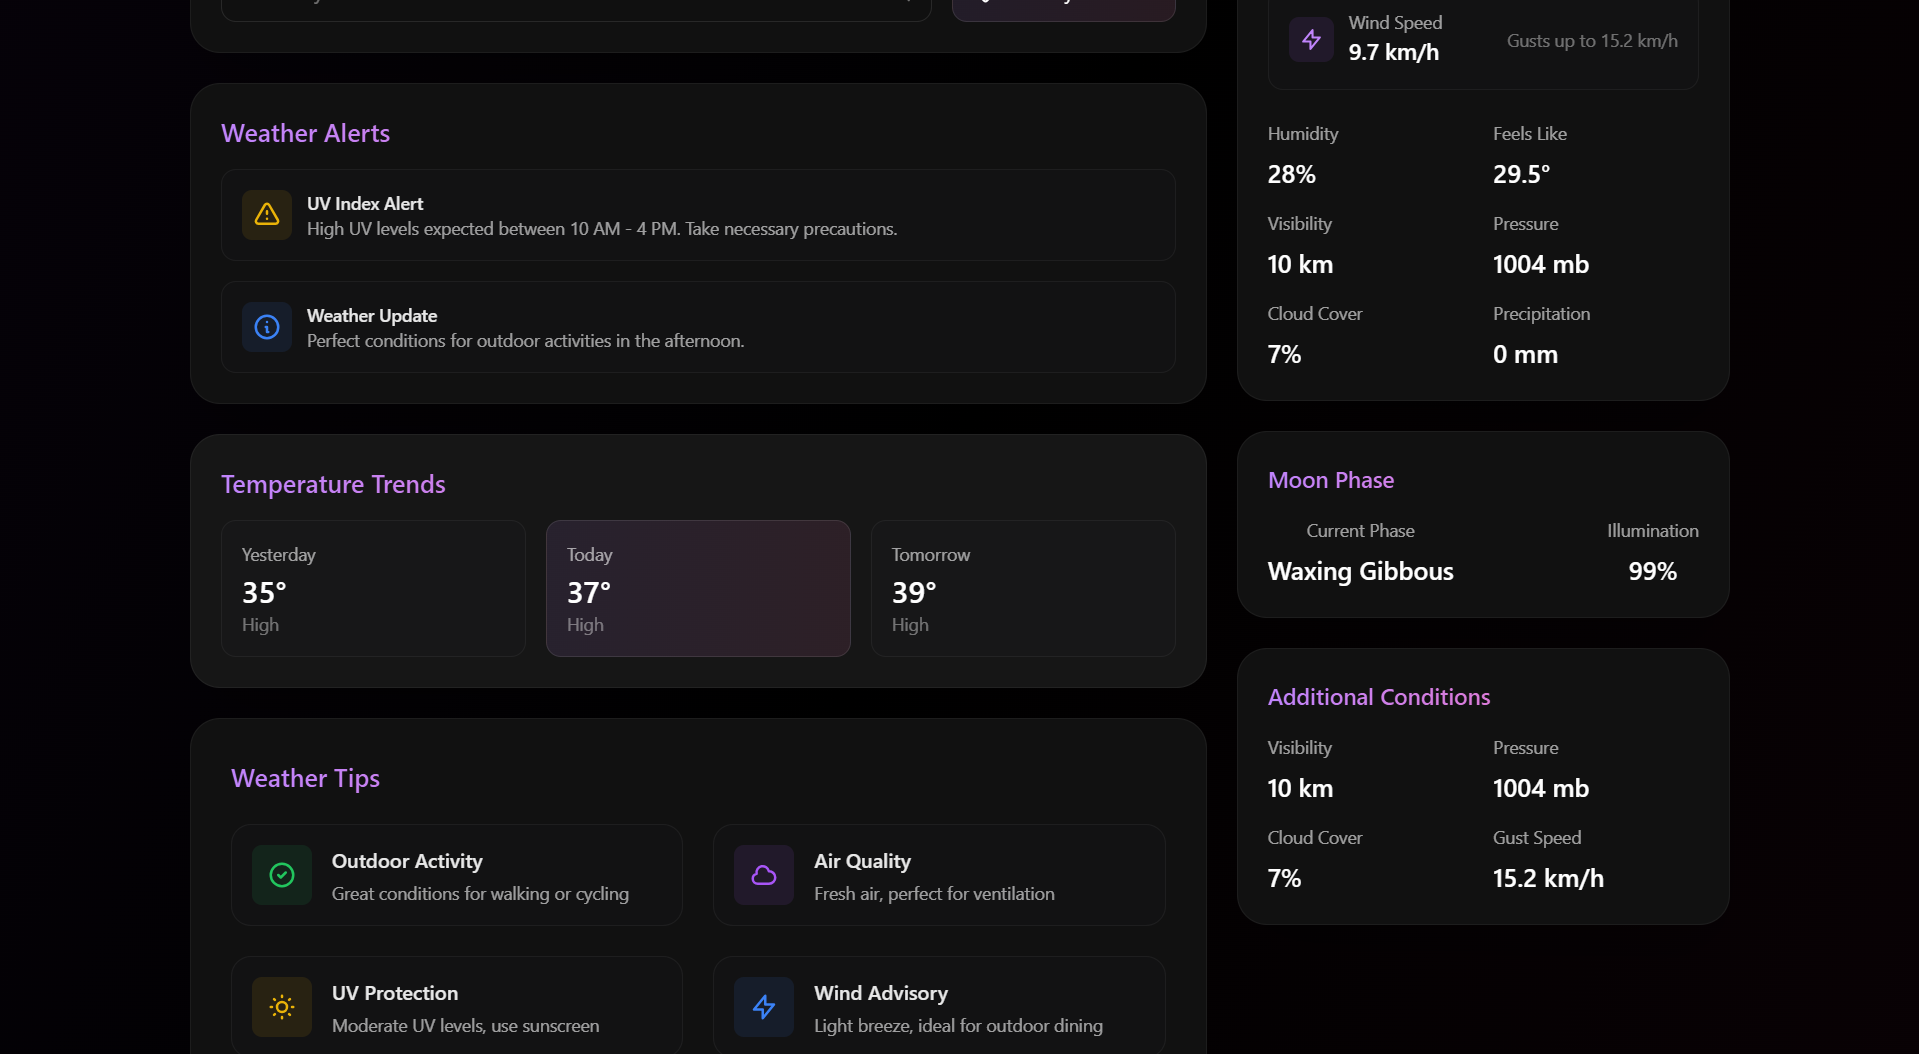 Weather Alerts
UV Index Alert
High UV levels expected between 10 AM - 4 PM. Take necessary precautions.
Weather Update
Perfect conditions for outdoor activities in the afternoon.
Temperature Trends
Yesterday
35°
High
Today
37°
High
Tomorrow
39°
High
Weather Tips
Outdoor Activity
Great conditions for walking or cycling
Air Quality
Fresh air, perfect for ventilation
UV Protection
Moderate UV levels, use sunscreen
Wind Advisory
Light breeze, ideal for outdoor dining
Wind Speed
9.7 km/h
Gusts up to 15.2 km/h
Humidity
28%
Feels Like
29.5°
Visibility
10 km
Pressure
1004 mb
Cloud Cover
7%
Precipitation
0 mm
Moon Phase
Current Phase
Waxing Gibbous
Illumination
99%
Additional Conditions
Visibility
10 km
Pressure
1004 mb
Cloud Cover
7%
Gust Speed
15.2 km/h